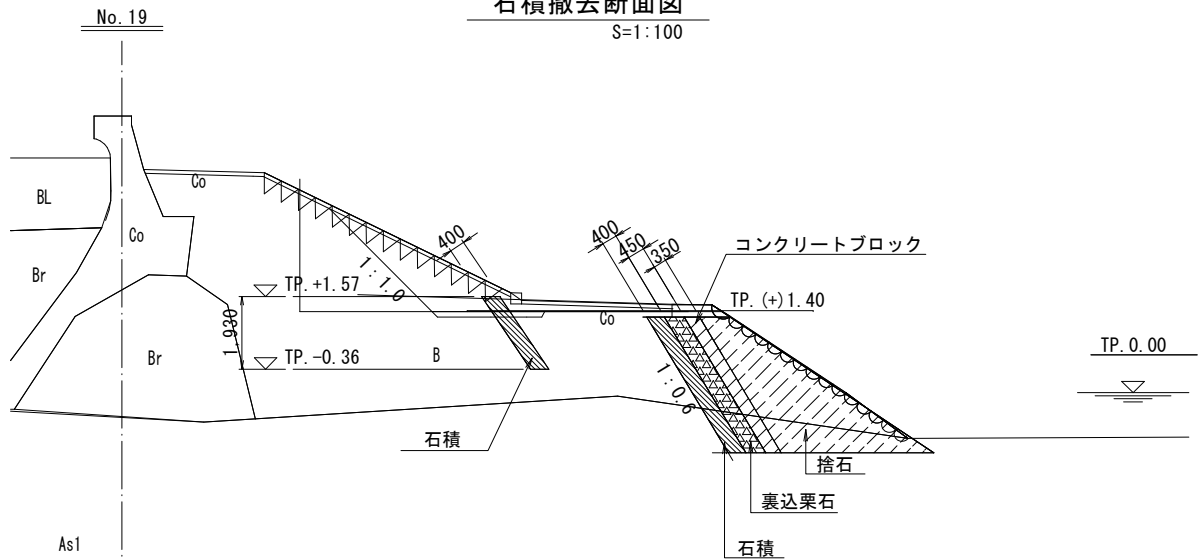 石積撤去断面図
S=1:100
No.19
Co
BL
Co
Br
Br
400
1:1.0
TP.+1.57
1.930
TP.-0.36
B
石積
400
450
350
コンクリートブロック
TP.(+)1.40
Co
1:0.6
TP.0.00
捨石
裏込栗石
石積
As1